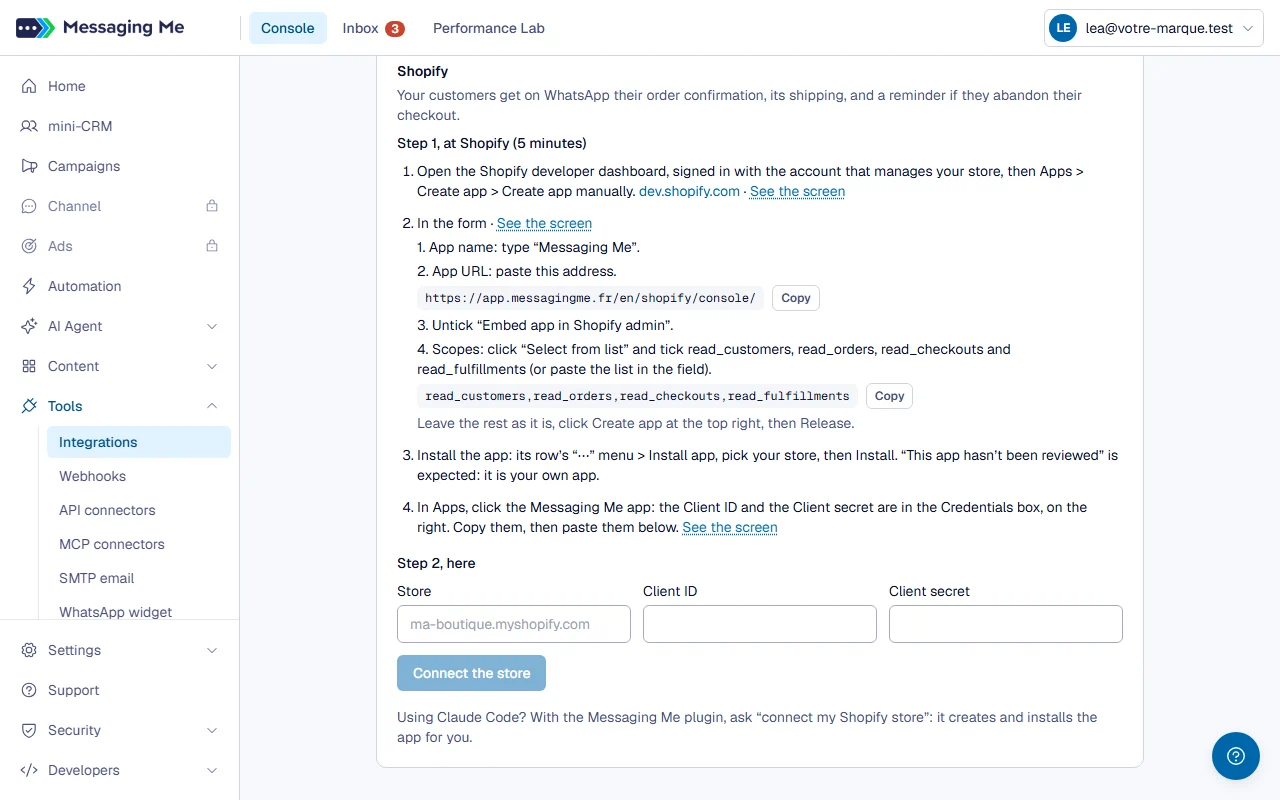 Messaging Me
Console
Inbox 3
Performance Lab
LE lea@votre-marque.test
Home
mini-CRM
Campaigns
Channel
Ads
Automation
AI Agent
Content
Tools
Integrations
Webhooks
API connectors
MCP connectors
SMTP email
WhatsApp widget
Settings
Support
Security
Developers
Shopify
Your customers get on WhatsApp their order confirmation, its shipping, and a reminder if they abandon their
checkout.
Step 1, at Shopify (5 minutes)
1. Open the Shopify developer dashboard, signed in with the account that manages your store, then Apps >
Create app > Create app manually. dev.shopify.com · See the screen
2. In the form · See the screen
1. App name: type “Messaging Me”.
2. App URL: paste this address.
https://app.messagingme.fr/en/shopify/console/ Copy
3. Untick “Embed app in Shopify admin”.
4. Scopes: click “Select from list” and tick read_customers, read_orders, read_checkouts and
read_fulfillments (or paste the list in the field).
read_customers,read_orders,read_checkouts,read_fulfillments Copy
Leave the rest as it is, click Create app at the top right, then Release.
3. Install the app: its row’s “···” menu > Install app, pick your store, then Install. “This app hasn’t been reviewed” is
expected: it is your own app.
4. In Apps, click the Messaging Me app: the Client ID and the Client secret are in the Credentials box, on the
right. Copy them, then paste them below. See the screen
Step 2, here
Store Client ID Client secret
ma-boutique.myshopify.com
Connect the store
Using Claude Code? With the Messaging Me plugin, ask “connect my Shopify store”: it creates and installs the
app for you.